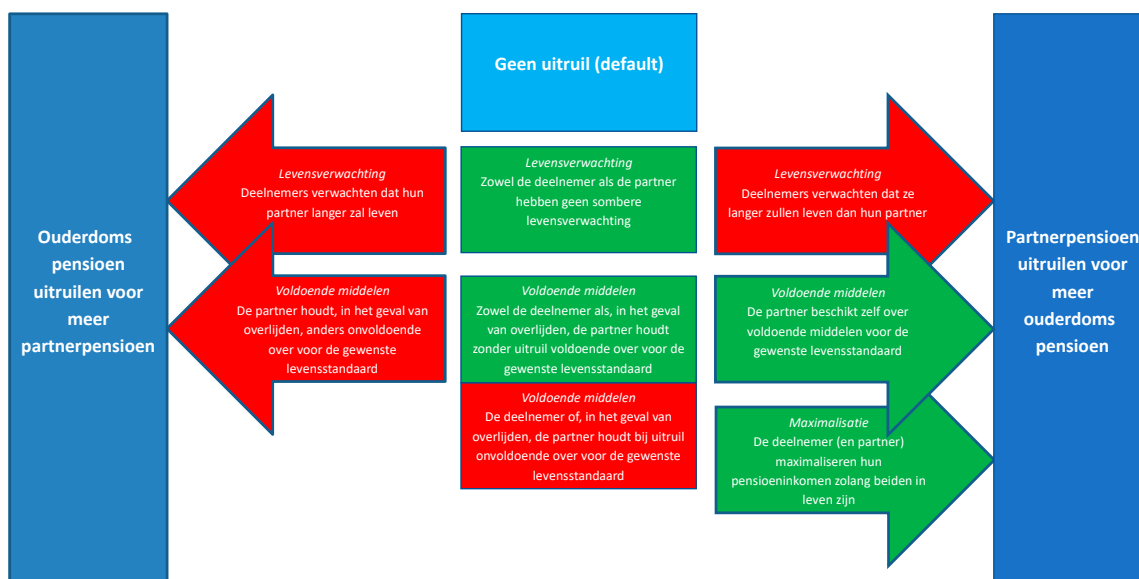 Geen uitruil (default)
Ouderdoms
pensioen
uitruilen voor
meer
partnerpensioen
Levensverwachting
Deelnemers verwachten dat hun
partner langer zal leven
Voldoende middelen
De partner houdt, in het geval van
overlijden, anders onvoldoende
over voor de gewenste
levensstandaard
Levensverwachting
Zowel de deelnemer als de partner
hebben geen sombere
levensverwachting
Voldoende middelen
Zowel de deelnemer als, in het geval
van overlijden, de partner houdt
zonder uitruil voldoende over voor de
gewenste levensstandaard
Voldoende middelen
De deelnemer of, in het geval van
overlijden, de partner houdt bij uitruil
onvoldoende over voor de gewenste
levensstandaard
Levensverwachting
Deelnemers verwachten dat ze
langer zullen leven dan hun partner
Voldoende middelen
De partner beschikt zelf over
voldoende middelen voor de
gewenste levensstandaard
Maximalisatie
De deelnemer (en partner)
maximaliseren hun
pensioeninkomen zolang beiden in
leven zijn
Partnerpensioen
uitruilen voor
meer
ouderdoms
pensioen